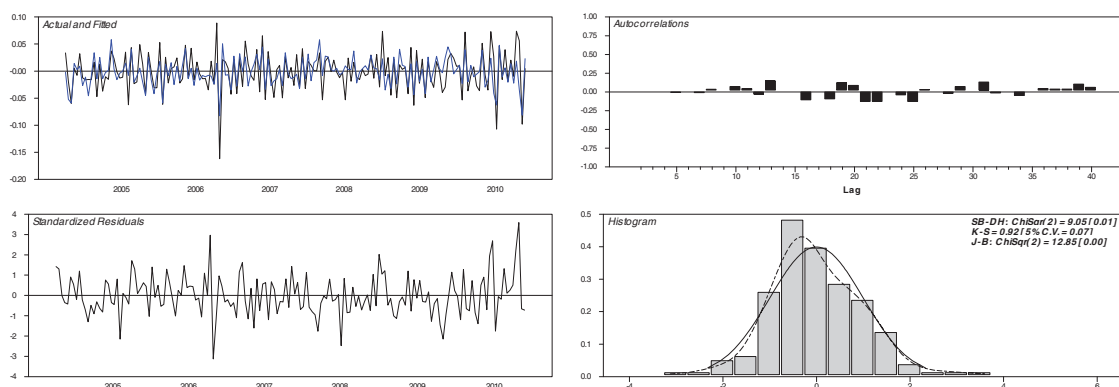 Actual and Fitted
0.10
0.05
-0.00
-0.05
-0.10
-0.15
-0.20
2005 2006 2007 2008 2009 2010
Autocorrelations
1.00
0.75
0.50
0.25
0.00
-0.25
-0.50
-0.75
-1.00
5 10 15 20 25 30 35 40
Lag
Standardized Residuals
4
3
2
1
0
-1
-2
-3
-4
2005 2006 2007 2008 2009 2010
Histogram
SB-DH: ChiSqr(2) = 9.05 [0.01]
K-S = 0.92 [5% C.V. = 0.07]
J-B: ChiSqr(2) = 12.85 [0.00]
0.5
0.4
0.3
0.2
0.1
0.0
-4 -2 0 2 4 6